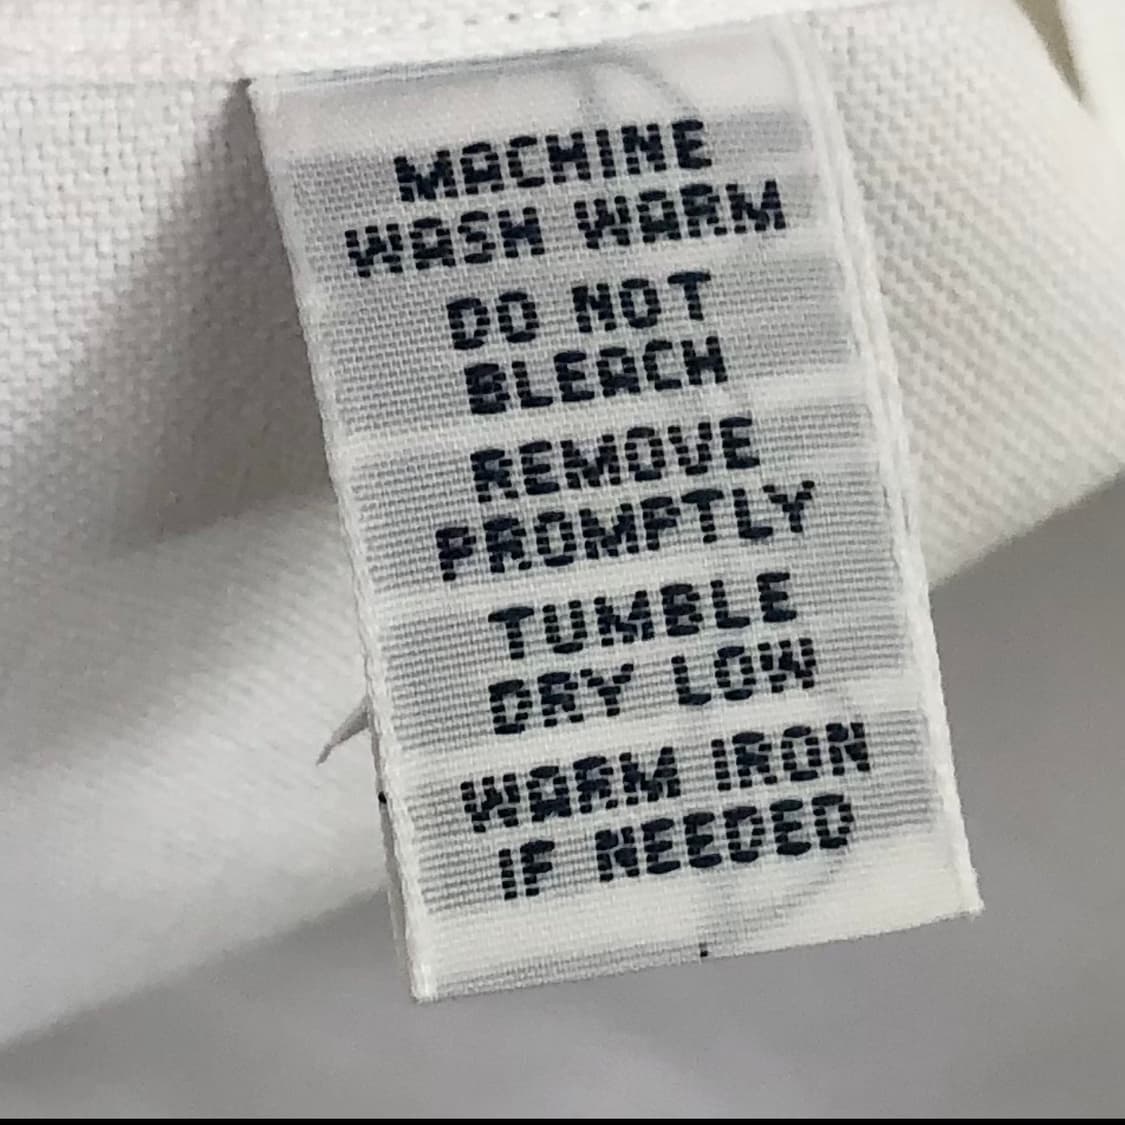 MACHINE
WASH WARM
DO NOT
BLEACH
REMOVE
PROMPTLY
TUMBLE
DRY LOW
WARM IRON
IF NEEDED